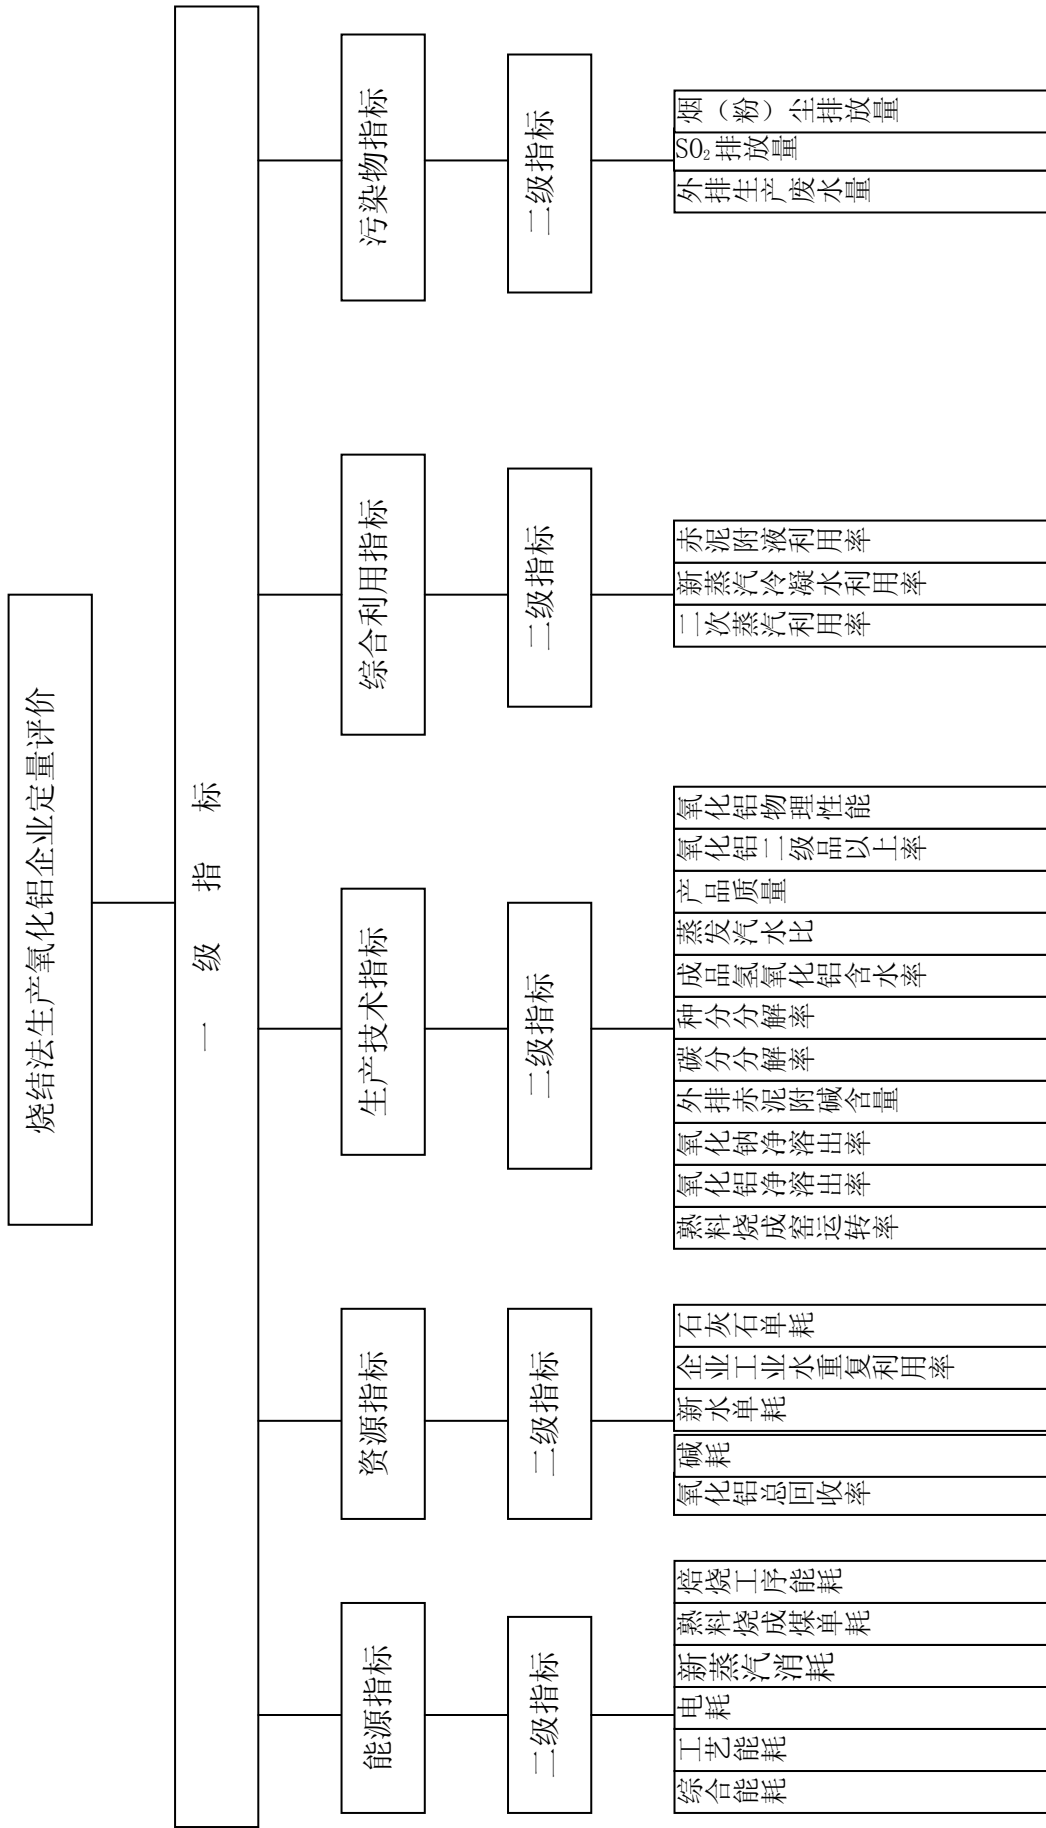 烧结法生产氧化铝企业定量评价
一级指标
能源指标
资源指标
生产技术指标
综合利用指标
污染物指标
二级指标
二级指标
二级指标
二级指标
二级指标
综合能耗
工艺能耗
电耗
新蒸汽消耗
熟料烧成煤单耗
焙烧工序能耗
氧化铝总回收率
碱耗
新水单耗
企业工业水重复利用率
石灰石单耗
熟料烧成窑运转率
氧化铝净溶出率
氧化钠净溶出率
外排赤泥附碱含量
碳分分解率
种分分解率
成品氢氧化铝含水率
蒸发汽水比
产品质量
氧化铝二级品以上率
氧化铝物理性能
二次蒸汽利用率
新蒸汽冷凝水利用率
赤泥附液利用率
外排生产废水量
SO₂排放量
烟（粉）尘排放量